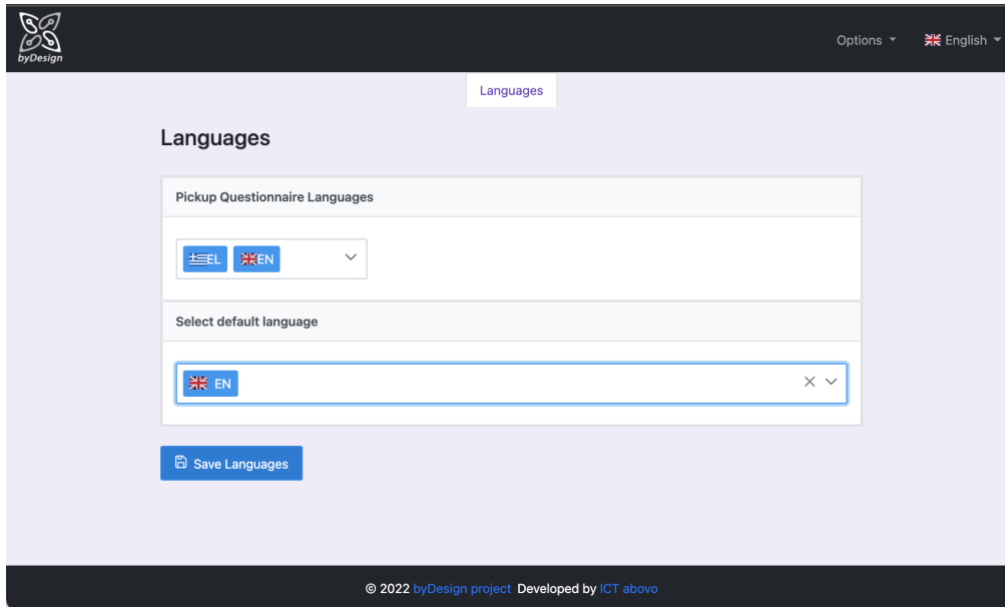 byDesign
Options English
Languages
Languages
Pickup Questionnaire Languages
EL EN
Select default language
EN
Save Languages
© 2022 byDesign project Developed by ICT abovo